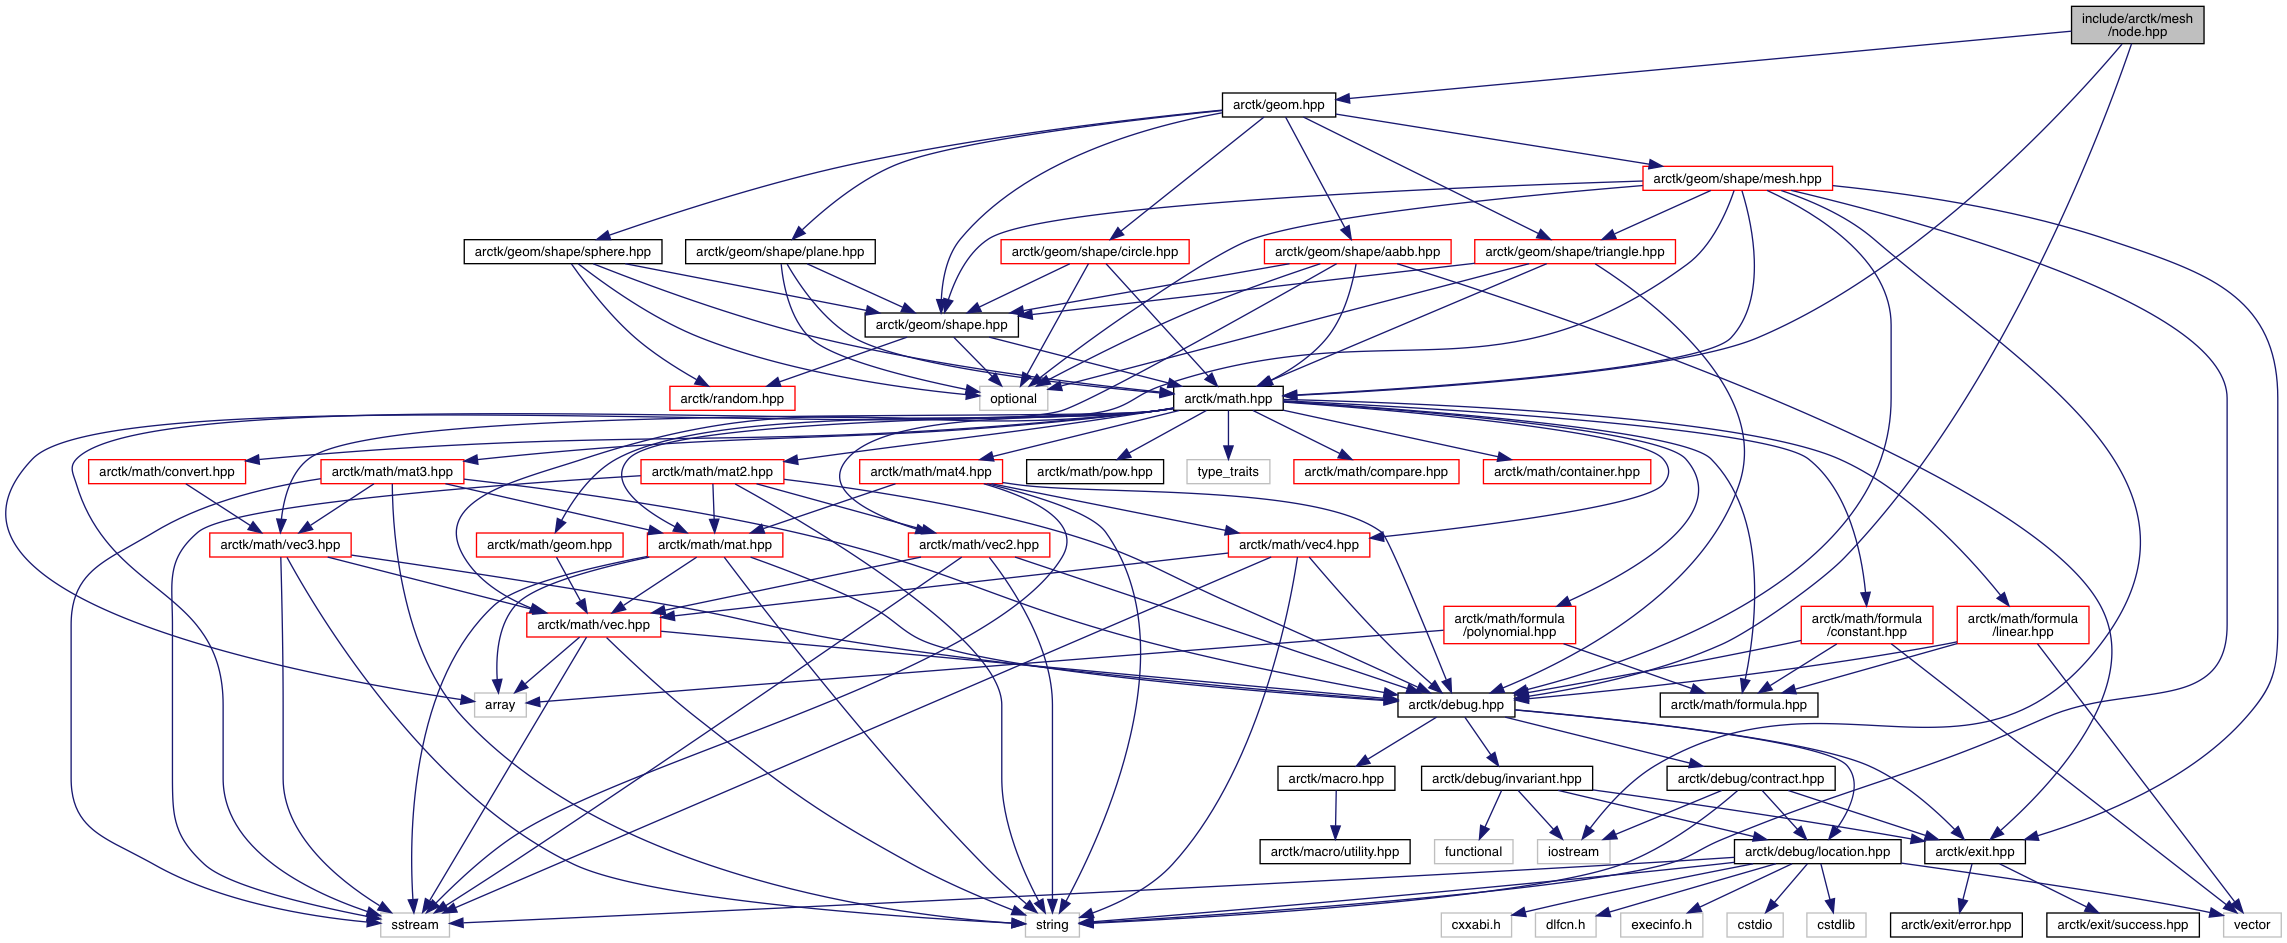 include/arctk/mesh
/node.hpp
arctk/geom.hpp
arctk/geom/shape/mesh.hpp
arctk/geom/shape/sphere.hpp
arctk/geom/shape/plane.hpp
arctk/geom/shape/circle.hpp
arctk/geom/shape/aabb.hpp
arctk/geom/shape/triangle.hpp
arctk/geom/shape.hpp
arctk/random.hpp
optional
arctk/math.hpp
arctk/math/convert.hpp
arctk/math/mat3.hpp
arctk/math/mat2.hpp
arctk/math/mat4.hpp
arctk/math/pow.hpp
type_traits
arctk/math/compare.hpp
arctk/math/container.hpp
arctk/math/vec3.hpp
arctk/math/geom.hpp
arctk/math/mat.hpp
arctk/math/vec2.hpp
arctk/math/vec4.hpp
arctk/math/vec.hpp
arctk/math/formula
/polynomial.hpp
arctk/math/formula
/constant.hpp
arctk/math/formula
/linear.hpp
array
arctk/debug.hpp
arctk/math/formula.hpp
arctk/macro.hpp
arctk/debug/invariant.hpp
arctk/debug/contract.hpp
arctk/macro/utility.hpp
functional
iostream
arctk/debug/location.hpp
arctk/exit.hpp
sstream
string
cxxabi.h
dlfcn.h
execinfo.h
cstdio
cstdlib
arctk/exit/error.hpp
arctk/exit/success.hpp
vector